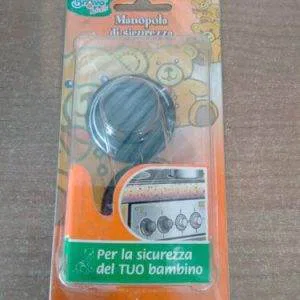 Manopola
di sicurezza
Per la sicurezza
del TUO bambino